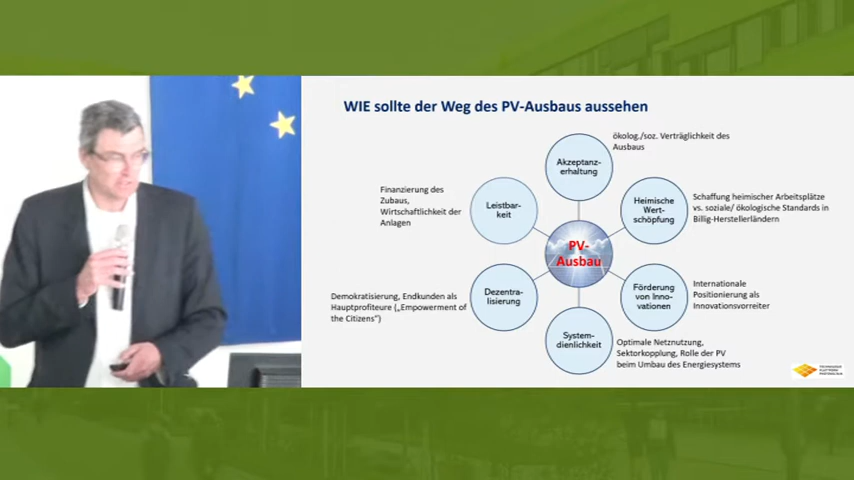 WIE sollte der Weg des PV-Ausbaus aussehen
ökolog./soz. Verträglichkeit des
Ausbaus
Akzeptanz-
erhaltung
Finanzierung des
Zubaus,
Wirtschaftlichkeit der
Anlagen
Leistbar-
keit
Heimische
Wert-
schöpfung
Schaffung heimischer Arbeitsplätze
vs. soziale/ ökologische Standards in
Billig-Herstellerländern
PV-
Ausbau
Demokratisierung, Endkunden als
Hauptprofiteure („Empowerment of
the Citizens")
Dezentra-
lisierung
Förderung
von Inno-
vationen
Internationale
Positionierung als
Innovationsvorreiter
System-
dienlichkeit
Optimale Netznutzung,
Sektorkopplung, Rolle der PV
beim Umbau des Energiesystems